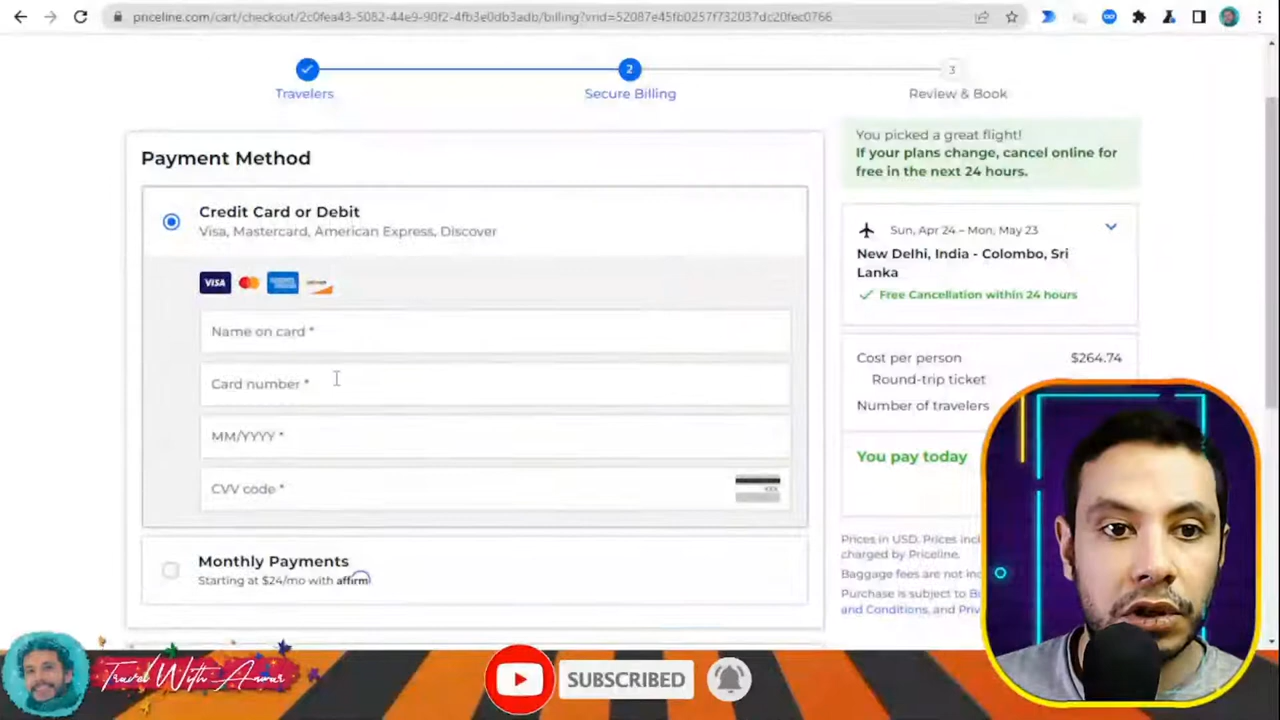 priceline.com/cart/checkout/2c0fea43-5082-44e9-90f2-4fb3e0db3adb/billing?vrid=52087e45fb0257f732037dc20fec0766
2
3
Travelers
Secure Billing
Review & Book
Payment Method
Credit Card or Debit
Visa, Mastercard, American Express, Discover
VISA
Name on card *
Card number *
MM/YYYY *
CVV code *
Monthly Payments
Starting at $24/mo with affirm
You picked a great flight!
If your plans change, cancel online for
free in the next 24 hours.
Sun, Apr 24 – Mon, May 23
New Delhi, India - Colombo, Sri
Lanka
Free Cancellation within 24 hours
Cost per person $264.74
Round-trip ticket
Number of travelers
You pay today
Prices in USD. Prices incl
charged by Priceline.
Baggage fees are not in
Purchase is subject to B
and Conditions, and Priv
Travel With Anwar
SUBSCRIBED